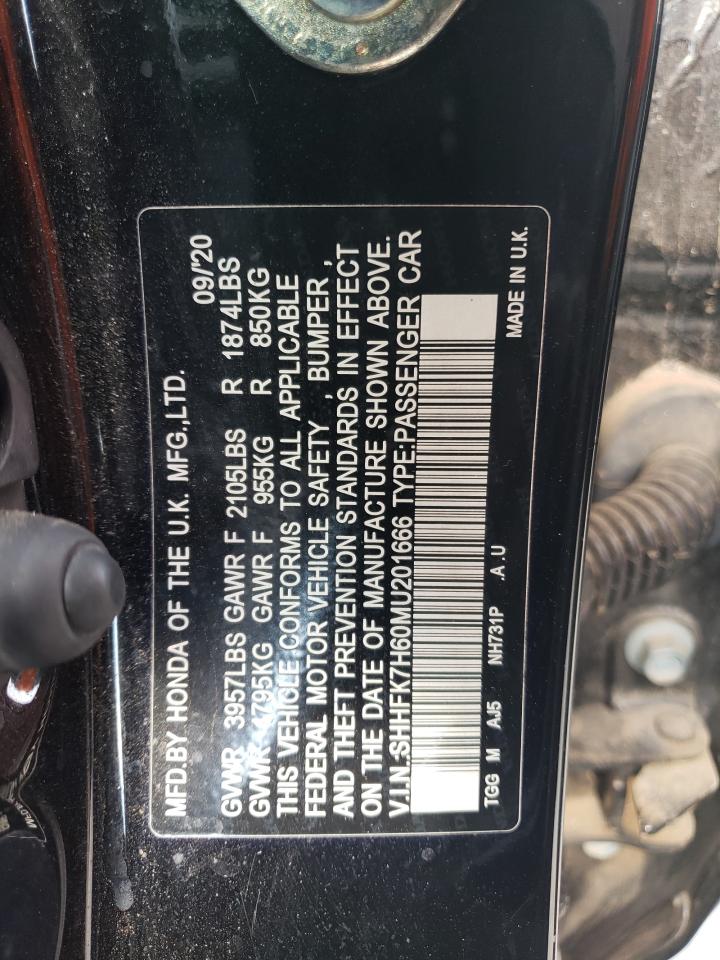 MFD.BY HONDA OF THE U.K. MFG.,LTD. 09/'20
GVWR 3957LBS GAWR F 2105LBS R 1874LBS
GVWR 1795KG GAWR F 955KG R 850KG
THIS VEHICLE CONFORMS TO ALL APPLICABLE
FEDERAL MOTOR VEHICLE SAFETY , BUMPER ,
AND THEFT PREVENTION STANDARDS IN EFFECT
ON THE DATE OF MANUFACTURE SHOWN ABOVE.
V.I.N.:SHHFK7H60MU201666 TYPE:PASSENGER CAR
TGG M AJ5 NH731P .A.U
MADE IN U.K.